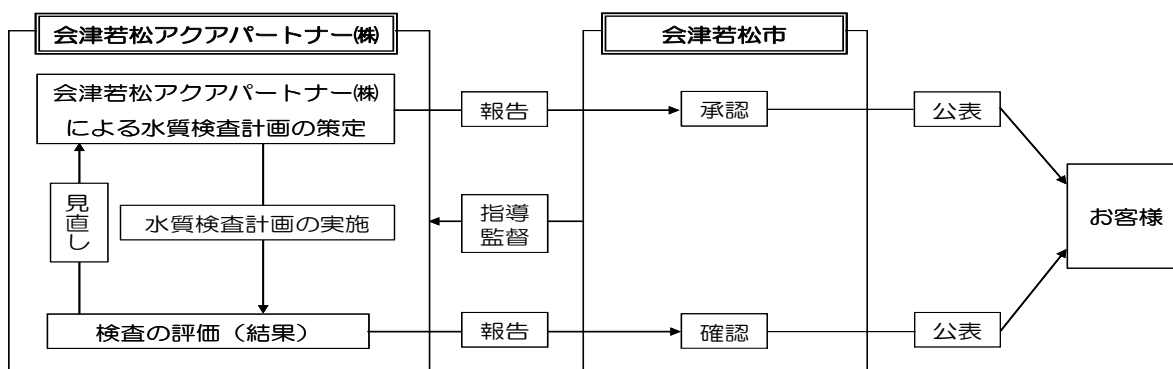 会津若松アクアパートナー㈱
会津若松市
会津若松アクアパートナー㈱
による水質検査計画の策定
報告
承認
公表
見直し
水質検査計画の実施
指導
監督
お客様
検査の評価（結果）
報告
確認
公表